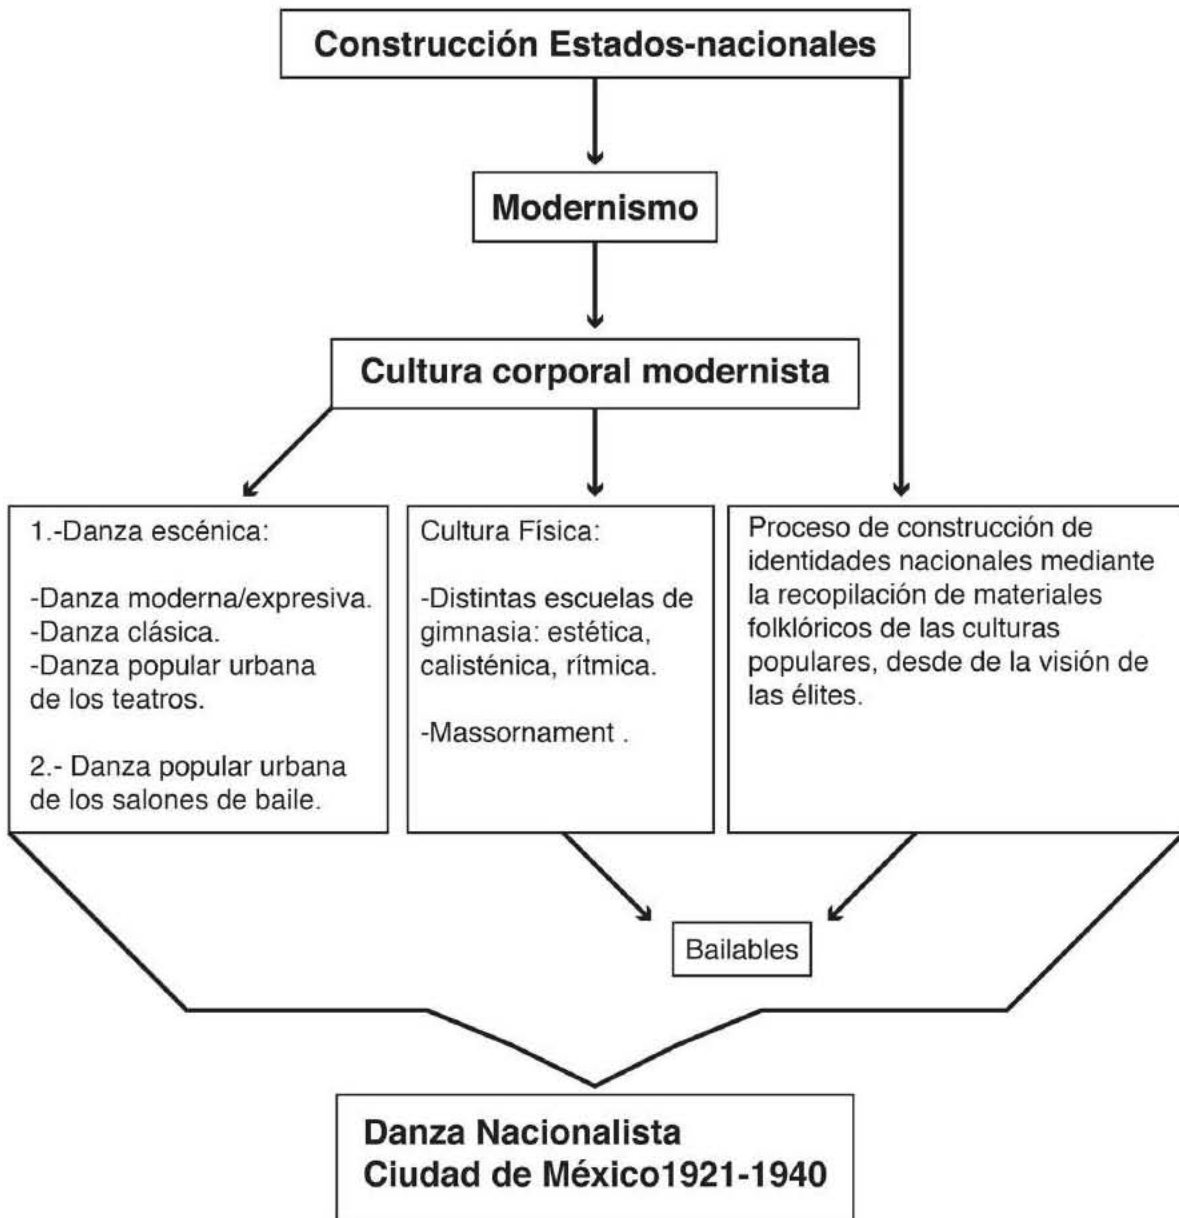 Construcción Estados-nacionales
Modernismo
Cultura corporal modernista
1.-Danza escénica:
-Danza moderna/expresiva.
-Danza clásica.
-Danza popular urbana
de los teatros.
2.- Danza popular urbana
de los salones de baile.
Cultura Física:
-Distintas escuelas de
gimnasia: estética,
calisténica, rítmica.
-Massornament .
Proceso de construcción de
identidades nacionales mediante
la recopilación de materiales
folklóricos de las culturas
populares, desde de la visión de
las élites.
Bailables
Danza Nacionalista
Ciudad de México1921-1940